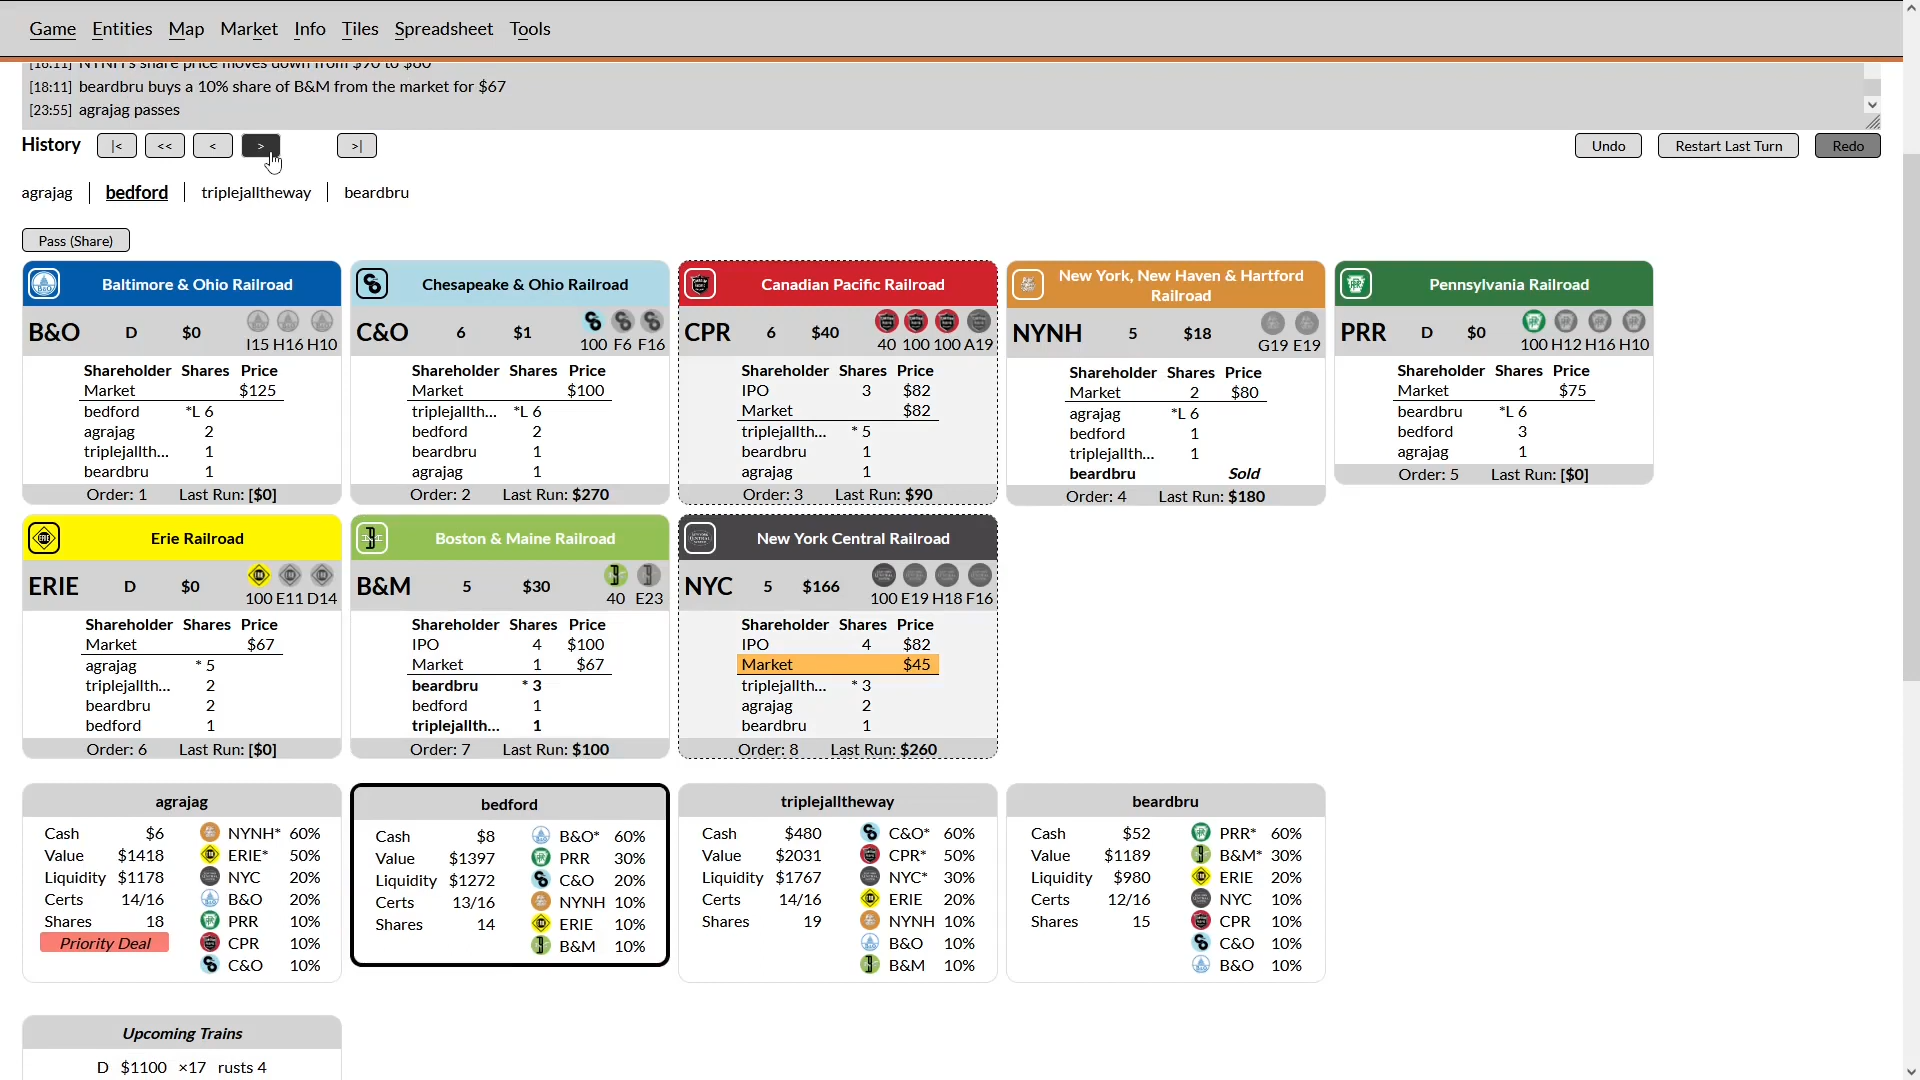 Game Entities Map Market Info Tiles Spreadsheet Tools
[18:11] NYNH's share price moves down from $90 to $80
[18:11] beardbru buys a 10% share of B&M from the market for $67
[23:55] agrajag passes
History |< << < > >| Undo Restart Last Turn Redo
agrajag bedford triplejalltheway beardbru
Pass (Share)
Baltimore & Ohio Railroad
B&O D $0 I15 H16 H10
Shareholder Shares Price
Market $125
bedford *L 6
agrajag 2
triplejallth... 1
beardbru 1
Order: 1 Last Run: [$0]
Chesapeake & Ohio Railroad
C&O 6 $1 100 F6 F16
Shareholder Shares Price
Market $100
triplejallth... *L 6
bedford 2
beardbru 1
agrajag 1
Order: 2 Last Run: $270
Canadian Pacific Railroad
CPR 6 $40 40 100 100 A19
Shareholder Shares Price
IPO 3 $82
Market $82
triplejallth... * 5
beardbru 1
agrajag 1
Order: 3 Last Run: $90
New York, New Haven & Hartford
Railroad
NYNH 5 $18 G19 E19
Shareholder Shares Price
Market 2 $80
agrajag *L 6
bedford 1
triplejallth... 1
beardbru Sold
Order: 4 Last Run: $180
Pennsylvania Railroad
PRR D $0 100 H12 H16 H10
Shareholder Shares Price
Market $75
beardbru *L 6
bedford 3
agrajag 1
Order: 5 Last Run: [$0]
Erie Railroad
ERIE D $0 100 E11 D14
Shareholder Shares Price
Market $67
agrajag * 5
triplejallth... 2
beardbru 2
bedford 1
Order: 6 Last Run: [$0]
Boston & Maine Railroad
B&M 5 $30 40 E23
Shareholder Shares Price
IPO 4 $100
Market 1 $67
beardbru * 3
bedford 1
triplejallth... 1
Order: 7 Last Run: $100
New York Central Railroad
NYC 5 $166 100 E19 H18 F16
Shareholder Shares Price
IPO 4 $82
Market $45
triplejallth... * 3
agrajag 2
beardbru 1
Order: 8 Last Run: $260
agrajag
Cash $6 NYNH* 60%
Value $1418 ERIE* 50%
Liquidity $1178 NYC 20%
Certs 14/16 B&O 20%
Shares 18 PRR 10%
Priority Deal CPR 10%
C&O 10%
bedford
Cash $8 B&O* 60%
Value $1397 PRR 30%
Liquidity $1272 C&O 20%
Certs 13/16 NYNH 10%
Shares 14 ERIE 10%
B&M 10%
triplejalltheway
Cash $480 C&O* 60%
Value $2031 CPR* 50%
Liquidity $1767 NYC* 30%
Certs 14/16 ERIE 20%
Shares 19 NYNH 10%
B&O 10%
B&M 10%
beardbru
Cash $52 PRR* 60%
Value $1189 B&M* 30%
Liquidity $980 ERIE 20%
Certs 12/16 NYC 10%
Shares 15 CPR 10%
C&O 10%
B&O 10%
Upcoming Trains
D $1100 ×17 rusts 4